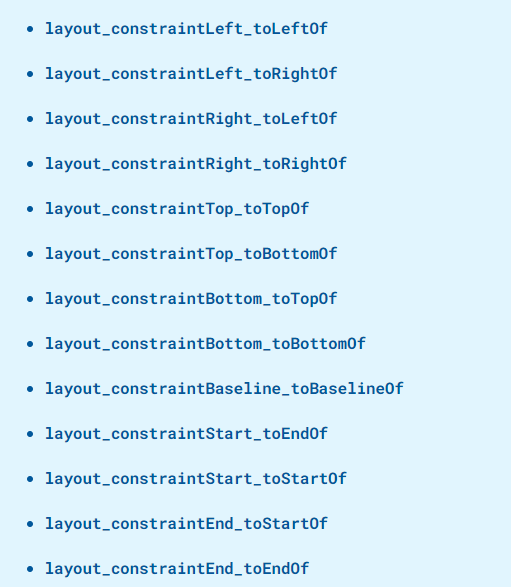 layout_constraintLeft_toLeftOf
layout_constraintLeft_toRightOf
layout_constraintRight_toLeftOf
layout_constraintRight_toRightOf
layout_constraintTop_toTopOf
layout_constraintTop_toBottomOf
layout_constraintBottom_toTopOf
layout_constraintBottom_toBottomOf
layout_constraintBaseline_toBaselineOf
layout_constraintStart_toEndOf
layout_constraintStart_toStartOf
layout_constraintEnd_toStartOf
layout_constraintEnd_toEndOf